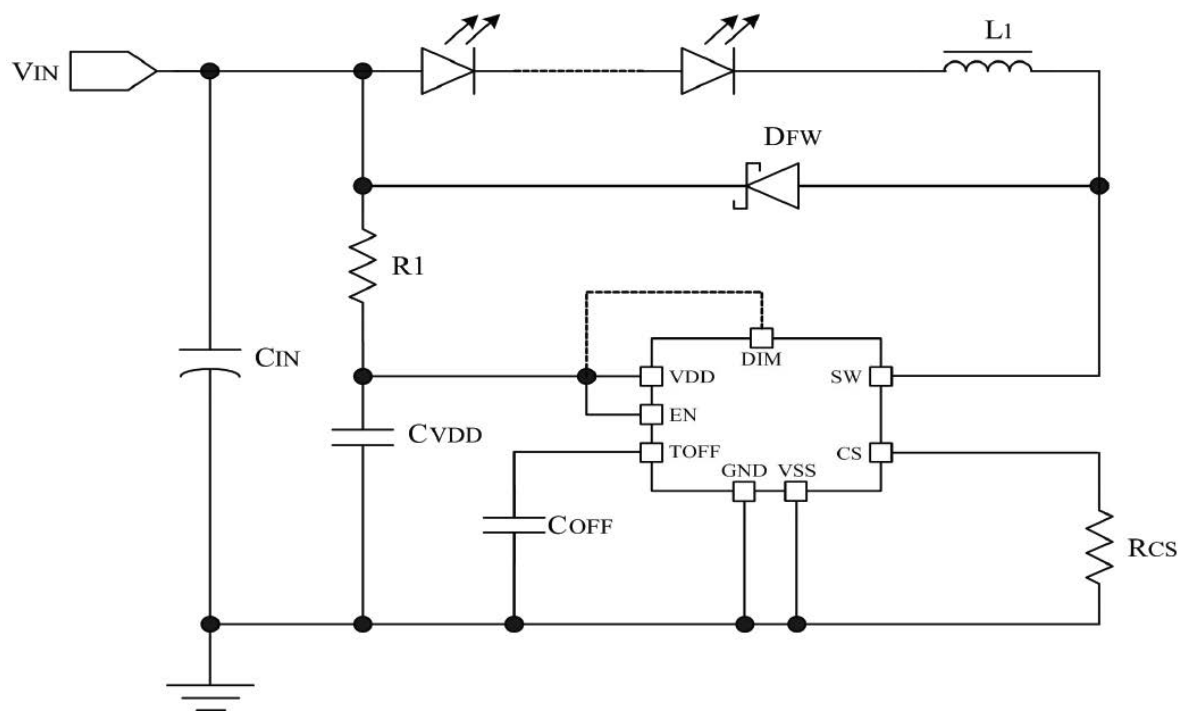 L1
VIN
DFW
R1
CIN
DIM
VDD
SW
EN
CVDD
TOFF
CS
GND VSS
COFF
RCS